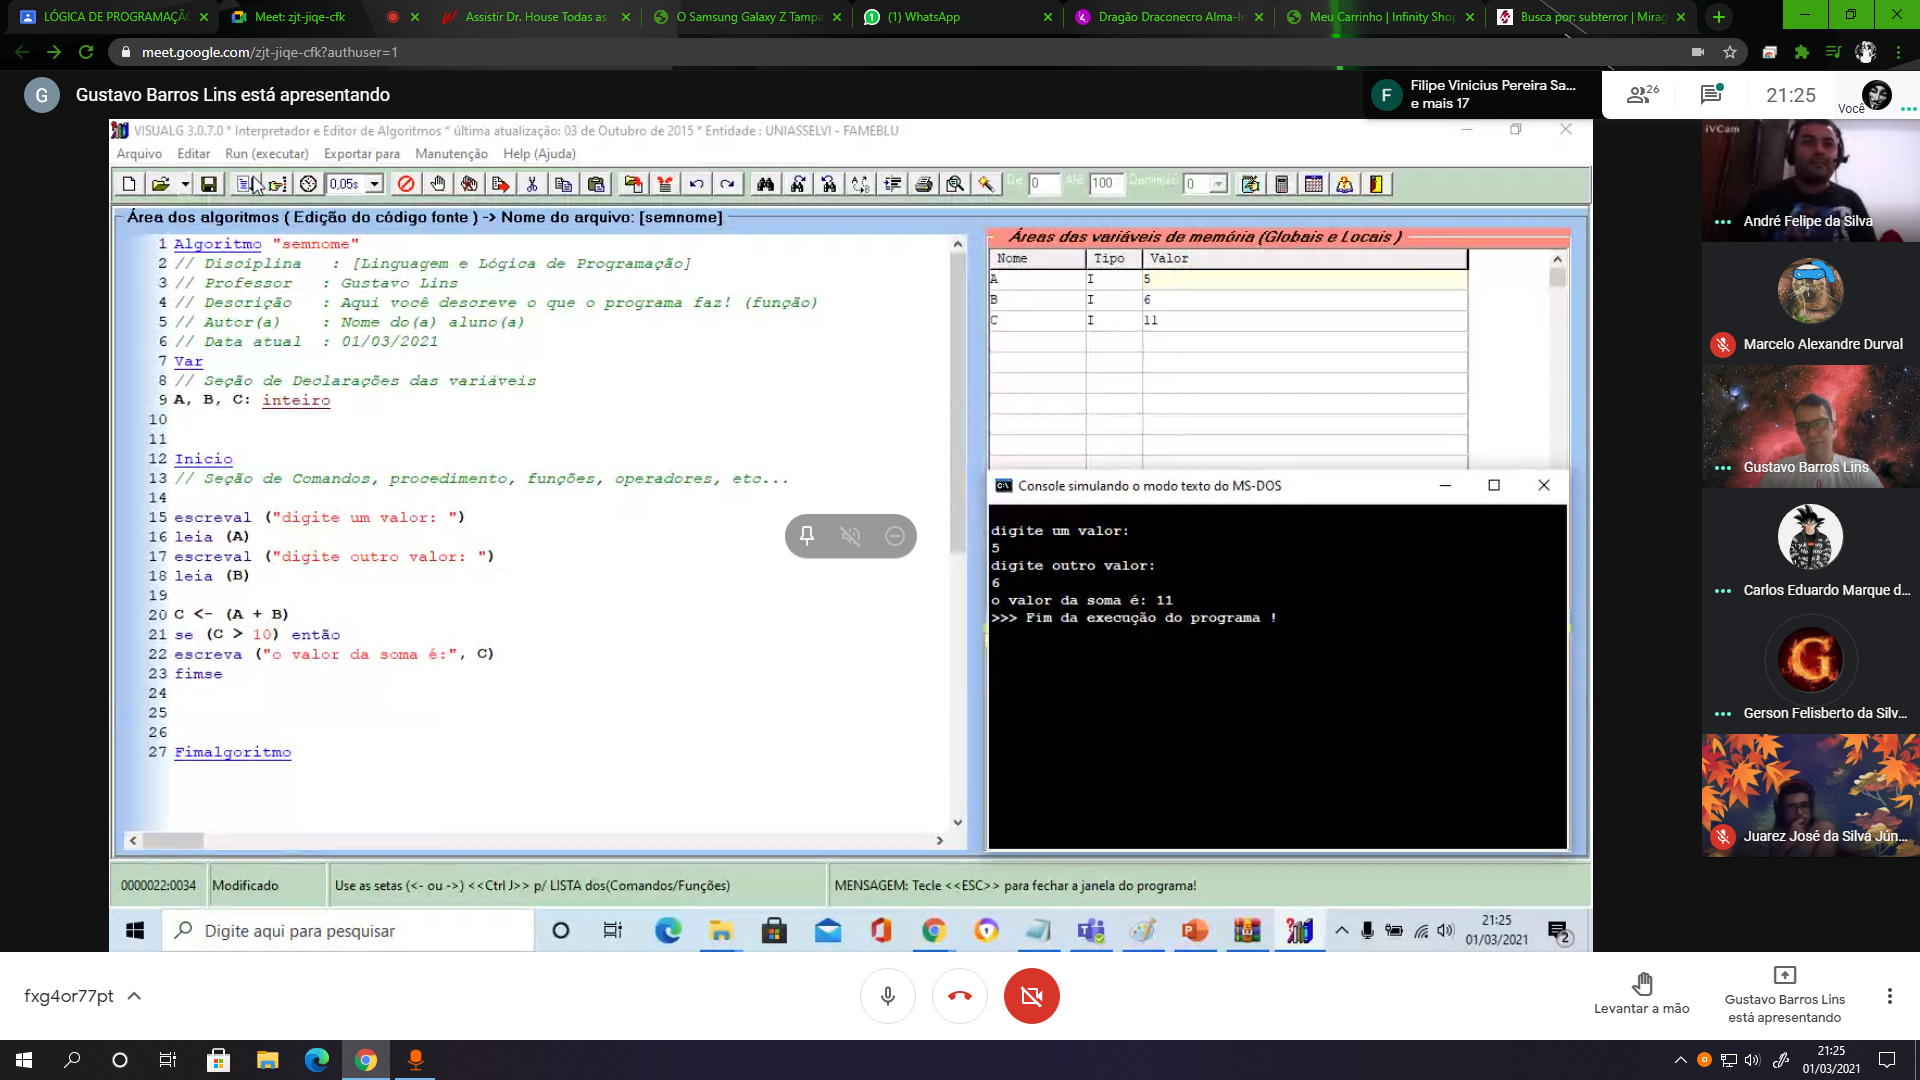 LÓGICA DE PROGRAMAÇÃO
Meet: zjt-jiqe-cfk
Assistir Dr. House Todas as
O Samsung Galaxy Z Tampa
(1) WhatsApp
Dragão Draconecro Alma-In
Meu Carrinho | Infinity Shop
Busca por: subterror | Mirag
meet.google.com/zjt-jiqe-cfk?authuser=1
G
Gustavo Barros Lins está apresentando
F
Filipe Vinicius Pereira Sa...
e mais 17
26
21:25
Você
VISUALG 3.0.7.0 * Interpretador e Editor de Algoritmos * última atualização: 03 de Outubro de 2015 * Entidade : UNIASSELVI - FAMEBLU
Arquivo Editar Run (executar) Exportar para Manutenção Help (Ajuda)
0,05s De 0 Até 100 Decimais 0
Área dos algoritmos ( Edição do código fonte ) -> Nome do arquivo: [semnome]
1 Algoritmo "semnome"
2 // Disciplina : [Linguagem e Lógica de Programação]
3 // Professor : Gustavo Lins
4 // Descrição : Aqui você descreve o que o programa faz! (função)
5 // Autor(a) : Nome do(a) aluno(a)
6 // Data atual : 01/03/2021
7 Var
8 // Seção de Declarações das variáveis
9 A, B, C: inteiro
10
11
12 Inicio
13 // Seção de Comandos, procedimento, funções, operadores, etc...
14
15 escreval ("digite um valor: ")
16 leia (A)
17 escreval ("digite outro valor: ")
18 leia (B)
19
20 C <- (A + B)
21 se (C > 10) então
22 escreva ("o valor da soma é:", C)
23 fimse
24
25
26
27 Fimalgoritmo
Áreas das variáveis de memória (Globais e Locais )
Nome Tipo Valor
A I 5
B I 6
C I 11
Console simulando o modo texto do MS-DOS
digite um valor:
5
digite outro valor:
6
o valor da soma é: 11
>>> Fim da execução do programa !
0000022:0034 Modificado Use as setas (<- ou ->) <<Ctrl J>> p/ LISTA dos(Comandos/Funções) MENSAGEM: Tecle <<ESC>> para fechar a janela do programa!
Digite aqui para pesquisar
21:25
01/03/2021
2
iVCam
André Felipe da Silva
Marcelo Alexandre Durval
Gustavo Barros Lins
Carlos Eduardo Marque d...
G
Gerson Felisberto da Silv...
Juarez José da Silva Jún...
fxg4or77pt
Levantar a mão
Gustavo Barros Lins
está apresentando
21:25
01/03/2021